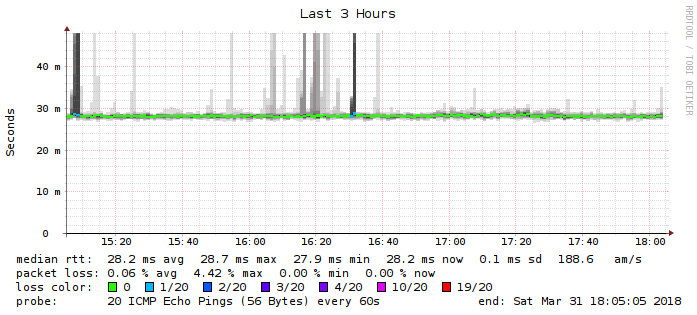 Last 3 Hours
RRDTOOL / TOBI OETIKER
Seconds
40 m
30 m
20 m
10 m
0
15:20 15:40 16:00 16:20 16:40 17:00 17:20 17:40 18:00
median rtt: 28.2 ms avg 28.7 ms max 27.9 ms min 28.2 ms now 0.1 ms sd 188.6 am/s
packet loss: 0.06 % avg 4.42 % max 0.00 % min 0.00 % now
loss color: 0 1/20 2/20 3/20 4/20 10/20 19/20
probe: 20 ICMP Echo Pings (56 Bytes) every 60s end: Sat Mar 31 18:05:05 2018